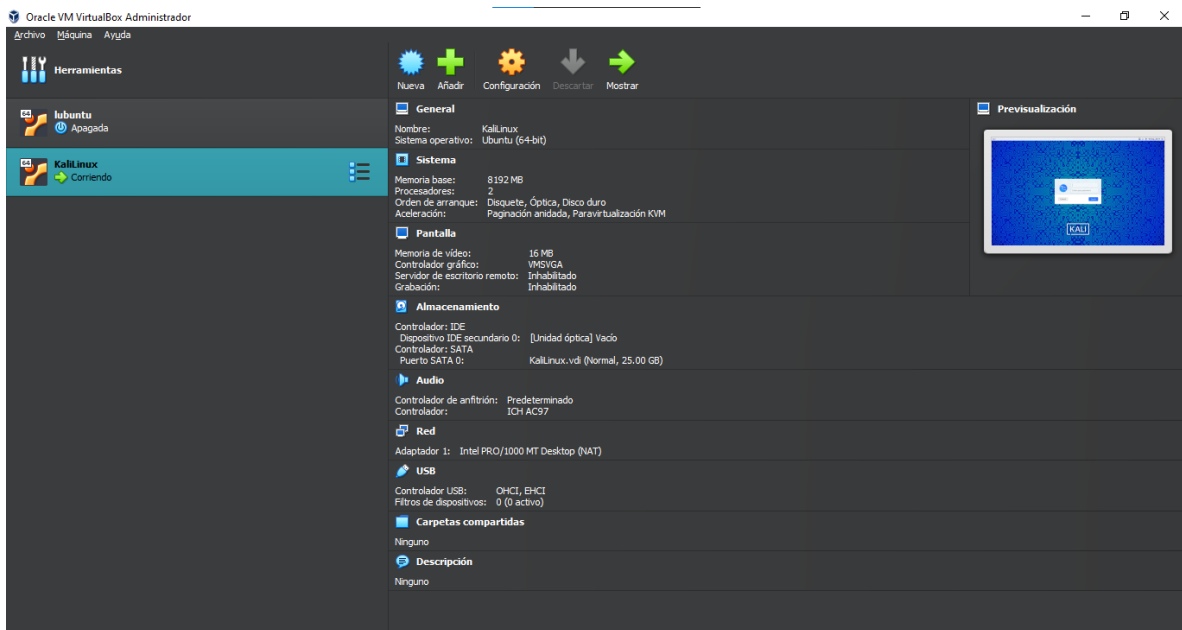 Oracle VM VirtualBox Administrador
Archivo Máquina Ayuda
Herramientas
Nueva Añadir Configuración Descartar Mostrar
64 lubuntu
Apagada
64 KaliLinux
Corriendo
General
Nombre: KaliLinux
Sistema operativo: Ubuntu (64-bit)
Sistema
Memoria base: 8192 MB
Procesadores: 2
Orden de arranque: Disquete, Óptica, Disco duro
Aceleración: Paginación anidada, Paravirtualización KVM
Pantalla
Memoria de vídeo: 16 MB
Controlador gráfico: VMSVGA
Servidor de escritorio remoto: Inhabilitado
Grabación: Inhabilitado
Almacenamiento
Controlador: IDE
Dispositivo IDE secundario 0: [Unidad óptica] Vacío
Controlador: SATA
Puerto SATA 0: KaliLinux.vdi (Normal, 25.00 GB)
Audio
Controlador de anfitrión: Predeterminado
Controlador: ICH AC97
Red
Adaptador 1: Intel PRO/1000 MT Desktop (NAT)
USB
Controlador USB: OHCI, EHCI
Filtros de dispositivos: 0 (0 activo)
Carpetas compartidas
Ninguno
Descripción
Ninguno
Previsualización
KALI